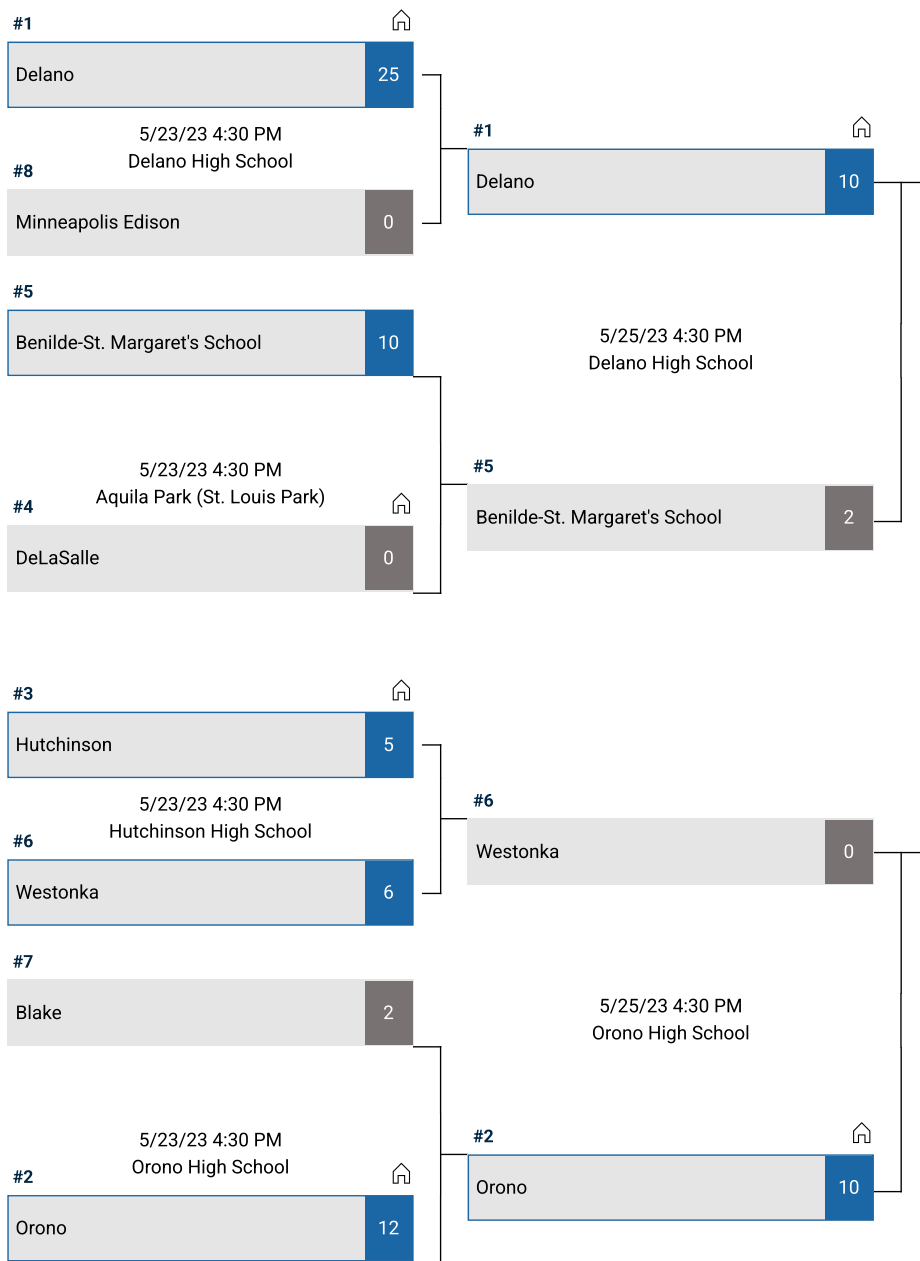 #1
Delano
25
5/23/23 4:30 PM
Delano High School
#8
Minneapolis Edison
0
#5
Benilde-St. Margaret's School
10
5/23/23 4:30 PM
Aquila Park (St. Louis Park)
#4
DeLaSalle
0
#1
Delano
10
5/25/23 4:30 PM
Delano High School
#5
Benilde-St. Margaret's School
2
#3
Hutchinson
5
5/23/23 4:30 PM
Hutchinson High School
#6
Westonka
6
#7
Blake
2
5/23/23 4:30 PM
Orono High School
#2
Orono
12
#6
Westonka
0
5/25/23 4:30 PM
Orono High School
#2
Orono
10